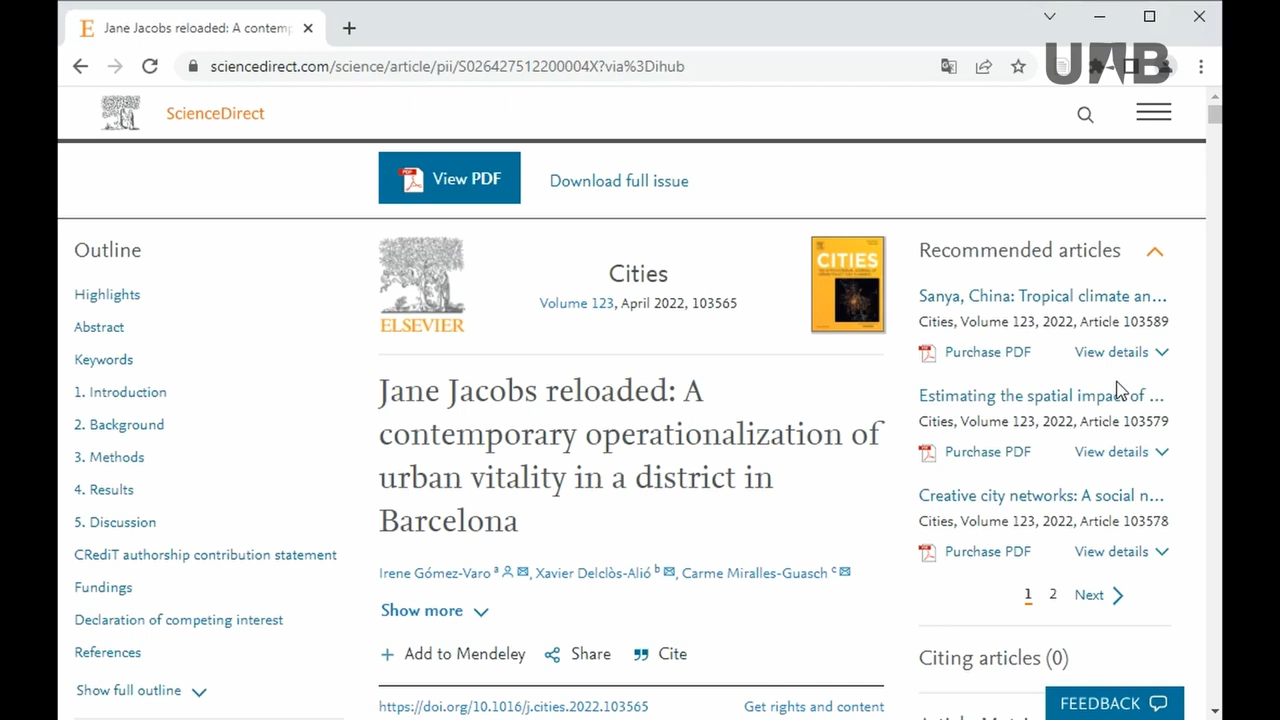 Jane Jacobs reloaded: A contemp
sciencedirect.com/science/article/pii/S026427512200004X?via%3Dihub
UAB
ScienceDirect
View PDF
Download full issue
Outline
Highlights
Abstract
Keywords
1. Introduction
2. Background
3. Methods
4. Results
5. Discussion
CRediT authorship contribution statement
Fundings
Declaration of competing interest
References
Show full outline
ELSEVIER
Cities
Volume 123, April 2022, 103565
CITIES
Jane Jacobs reloaded: A
contemporary operationalization of
urban vitality in a district in
Barcelona
Irene Gómez-Varo a, Xavier Delclòs-Alió b, Carme Miralles-Guasch c
Show more
Add to Mendeley Share Cite
https://doi.org/10.1016/j.cities.2022.103565
Get rights and content
Recommended articles
Sanya, China: Tropical climate an...
Cities, Volume 123, 2022, Article 103589
Purchase PDF View details
Estimating the spatial impact of ...
Cities, Volume 123, 2022, Article 103579
Purchase PDF View details
Creative city networks: A social n...
Cities, Volume 123, 2022, Article 103578
Purchase PDF View details
1 2 Next
Citing articles (0)
FEEDBACK